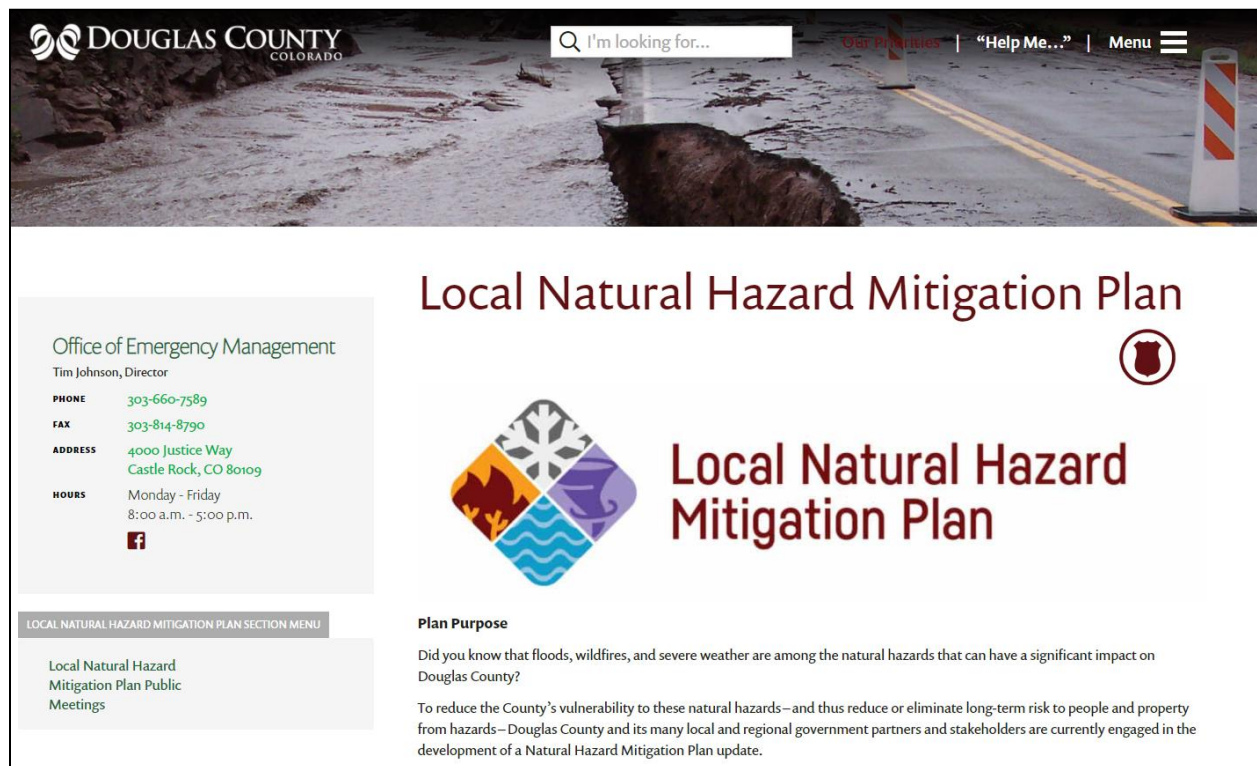 DOUGLAS COUNTY
COLORADO
I'm looking for...
Our Priorities | “Help Me...” | Menu
Local Natural Hazard Mitigation Plan
Office of Emergency Management
Tim Johnson, Director
PHONE 303-660-7589
FAX 303-814-8790
ADDRESS 4000 Justice Way
Castle Rock, CO 80109
HOURS Monday - Friday
8:00 a.m. - 5:00 p.m.
Local Natural Hazard
Mitigation Plan
LOCAL NATURAL HAZARD MITIGATION PLAN SECTION MENU
Local Natural Hazard
Mitigation Plan Public
Meetings
Plan Purpose
Did you know that floods, wildfires, and severe weather are among the natural hazards that can have a significant impact on
Douglas County?
To reduce the County’s vulnerability to these natural hazards–and thus reduce or eliminate long-term risk to people and property
from hazards–Douglas County and its many local and regional government partners and stakeholders are currently engaged in the
development of a Natural Hazard Mitigation Plan update.